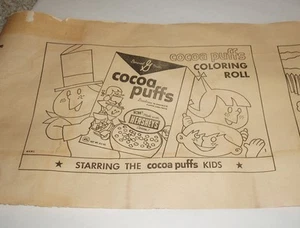 cocoa puffs
COLORING
ROLL
cocoa
puffs
HERSHEY'S
★ STARRING THE cocoa puffs KIDS ★